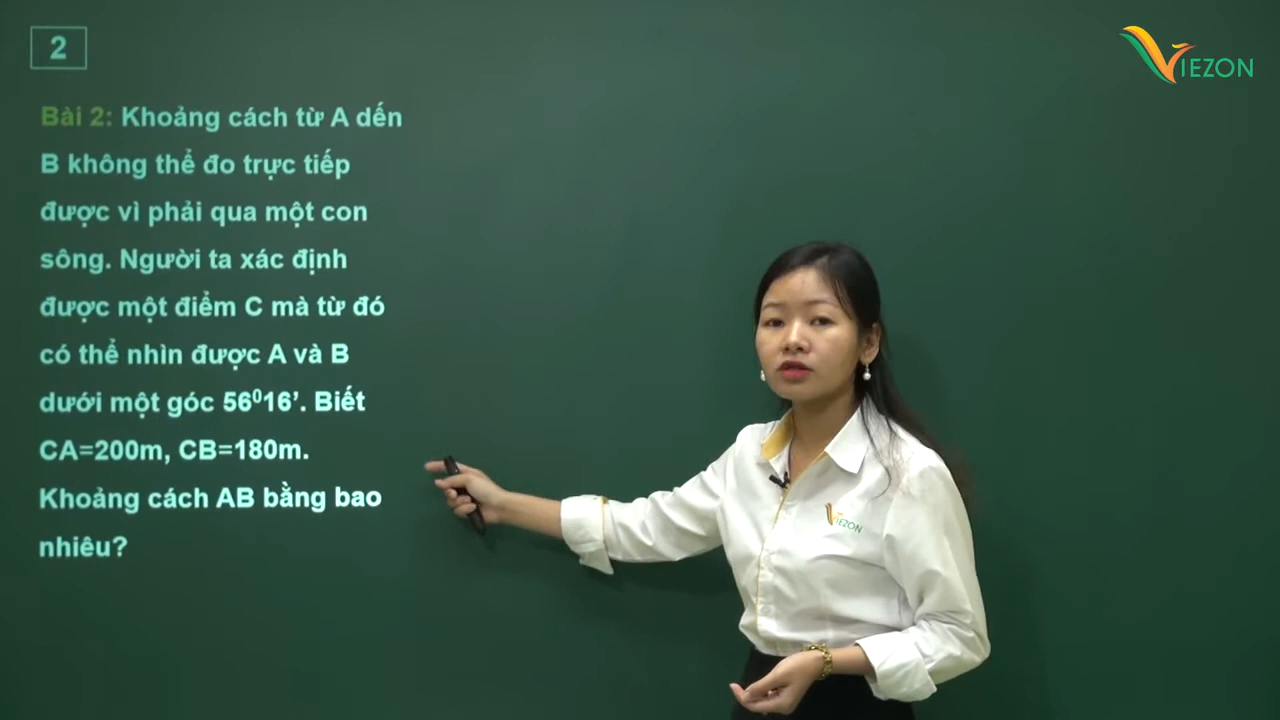 2
VIEZON
Bài 2: Khoảng cách từ A dến
B không thể đo trực tiếp
được vì phải qua một con
sông. Người ta xác định
được một điểm C mà từ đó
có thể nhìn được A và B
dưới một góc 56⁰16’. Biết
CA=200m, CB=180m.
Khoảng cách AB bằng bao
nhiêu?
VIEZON